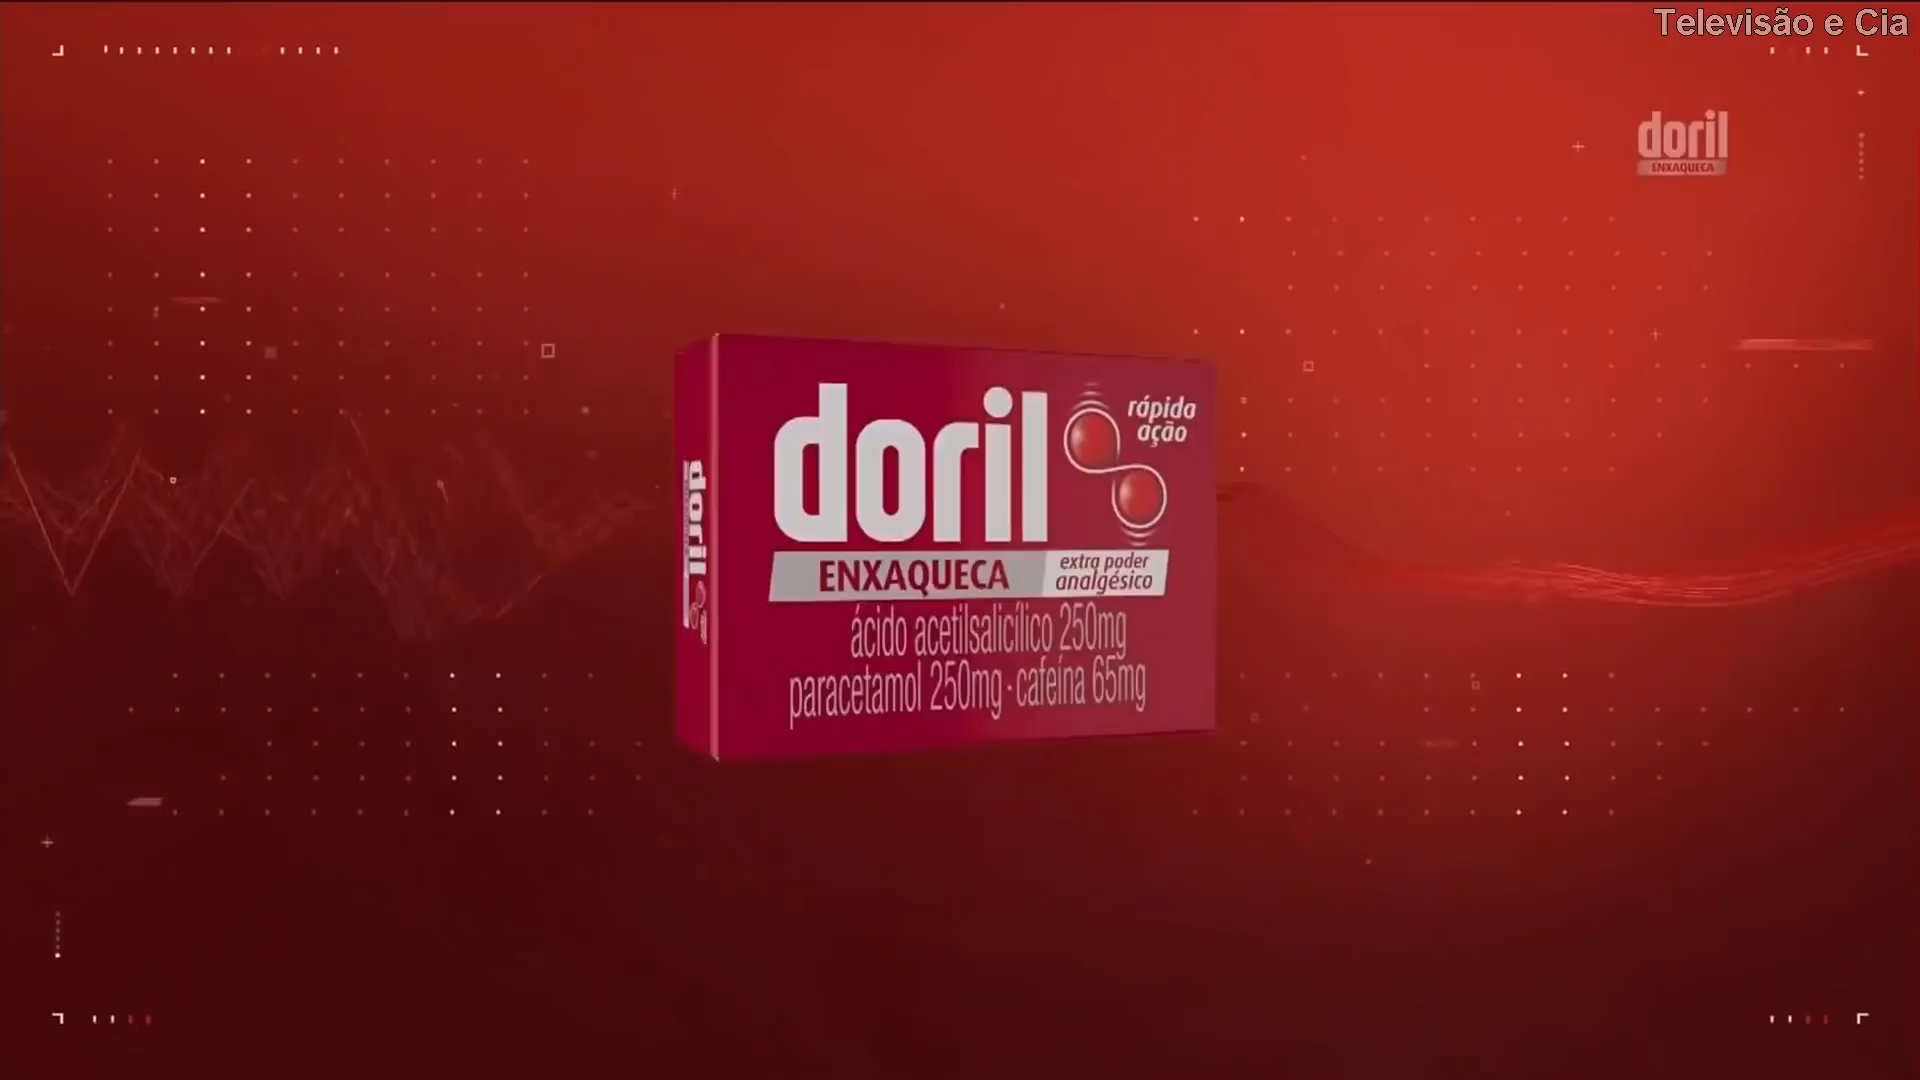 Televisão e Cia
doril
ENXAQUECA
doril
rápida
ação
ENXAQUECA
extra poder
analgésico
ácido acetilsalicílico 250mg
paracetamol 250mg · cafeína 65mg
doril